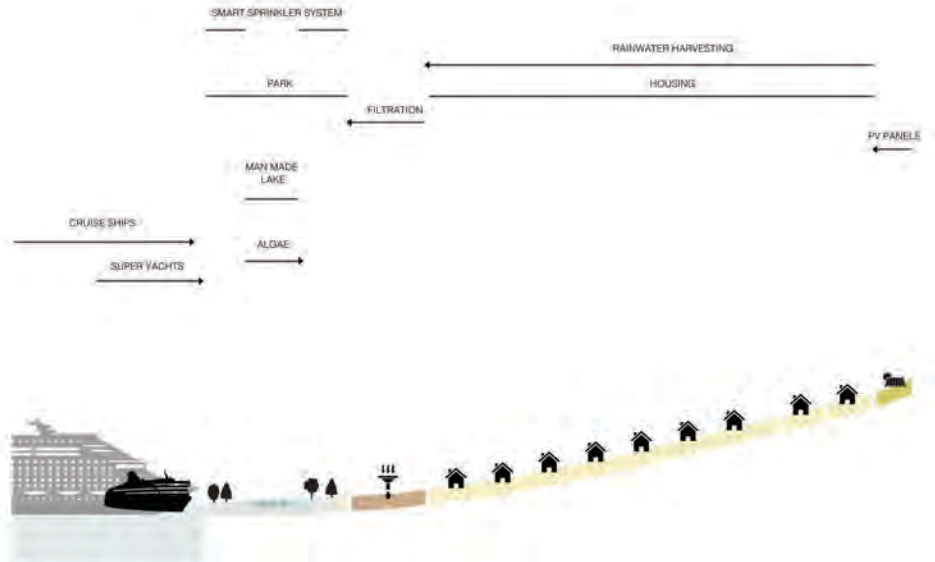 SMART SPRINKLER SYSTEM
RAINWATER HARVESTING
PARK
HOUSING
FILTRATION
PV PANELS
MAN MADE
LAKE
CRUISE SHIPS
ALGAE
SUPER YACHTS